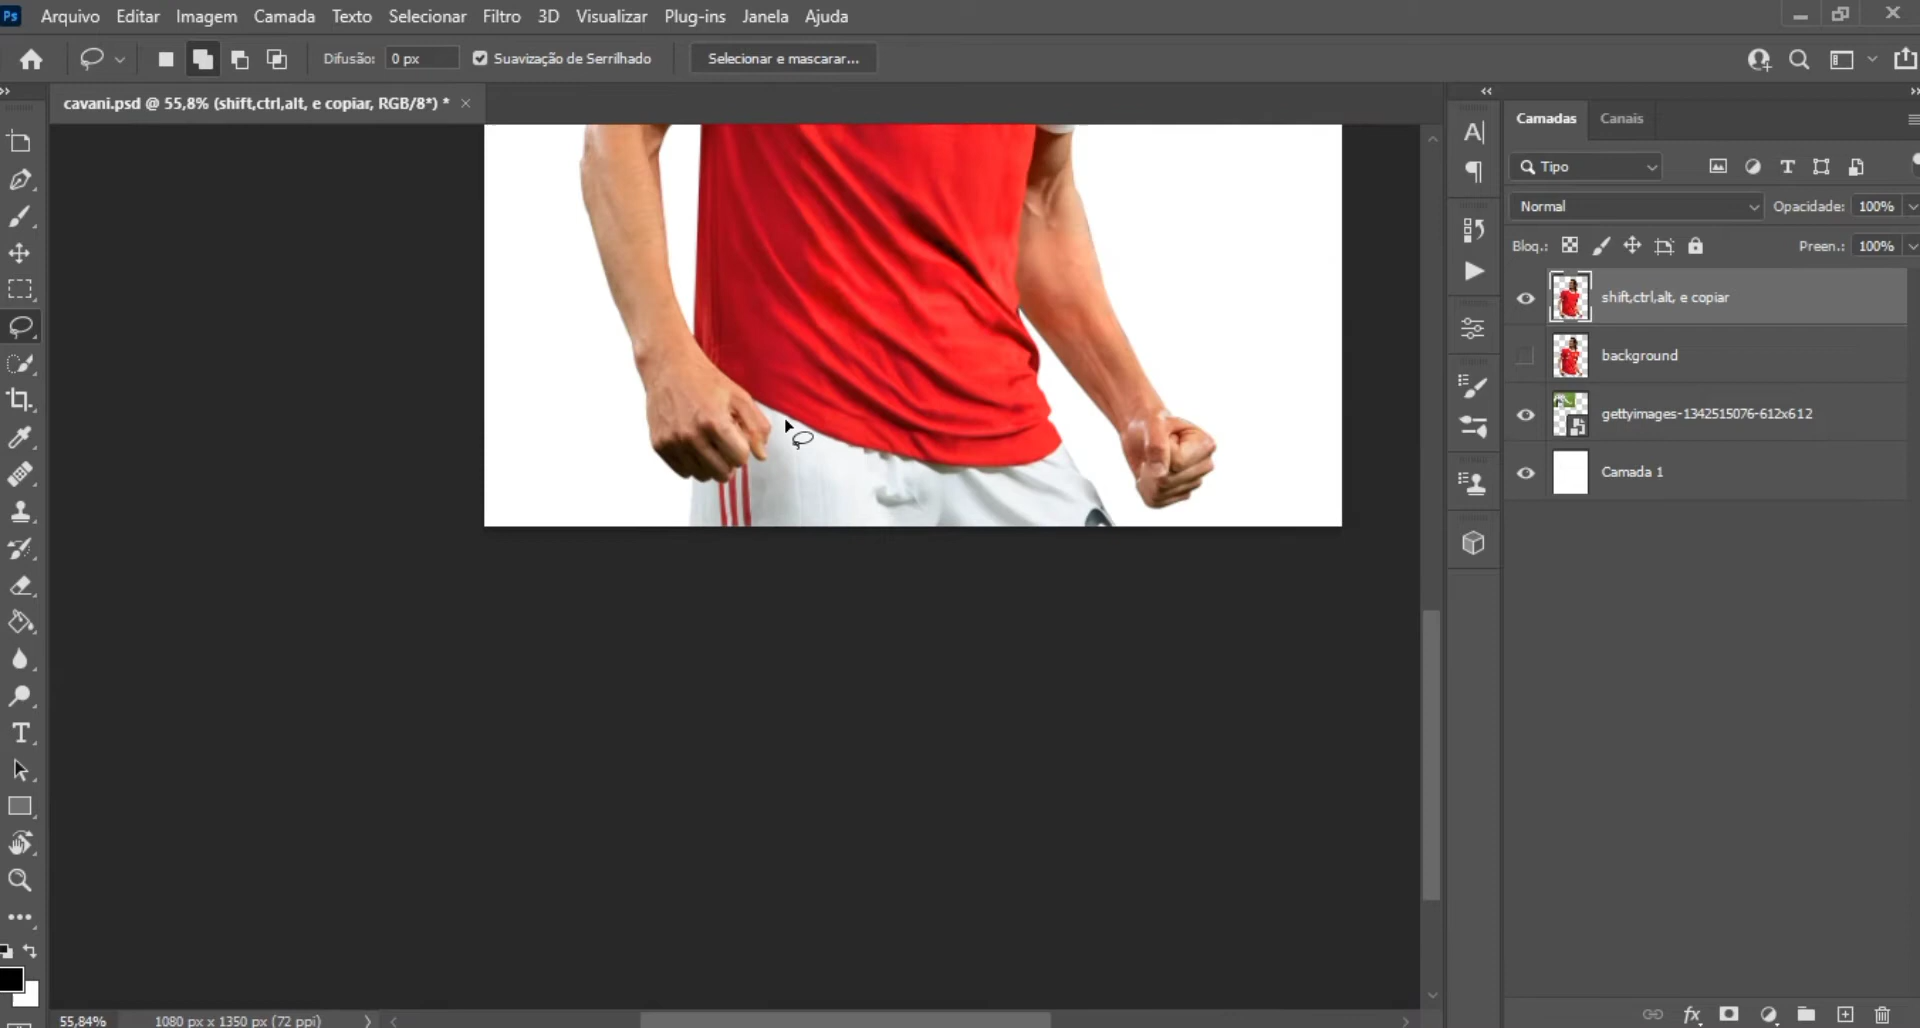 Ps Arquivo Editar Imagem Camada Texto Selecionar Filtro 3D Visualizar Plug-ins Janela Ajuda
Difusão: 0 px Suavização de Serrilhado Selecionar e mascarar...
cavani.psd @ 55,8% (shift,ctrl,alt, e copiar, RGB/8*) * ×
Camadas Canais
Tipo
Normal Opacidade: 100%
Bloq.: Preen.: 100%
shift,ctrl,alt, e copiar
background
gettyimages-1342515076-612x612
Camada 1
55,84% 1080 px x 1350 px (72 ppi)